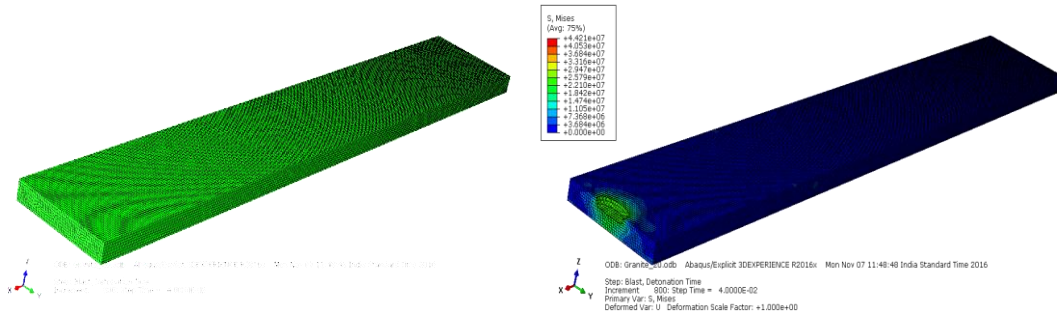 S, Mises
(Avg: 75%)
+4.421e+07
+4.053e+07
+3.684e+07
+3.316e+07
+2.947e+07
+2.579e+07
+2.210e+07
+1.842e+07
+1.474e+07
+1.105e+07
+7.368e+06
+3.684e+06
+0.000e+00
Z
X
Y
Z
X
Y
ODB: Granite_ .odb Abaqus/Explicit 3DEXPERIENCE R2016x Mon Nov 07 11:48:48 India Standard Time 2016
Step: Blast, Detonation Time
Increment 800: Step Time = 4.0000E-02
Primary Var: S, Mises
Deformed Var: U Deformation Scale Factor: +1.000e+00